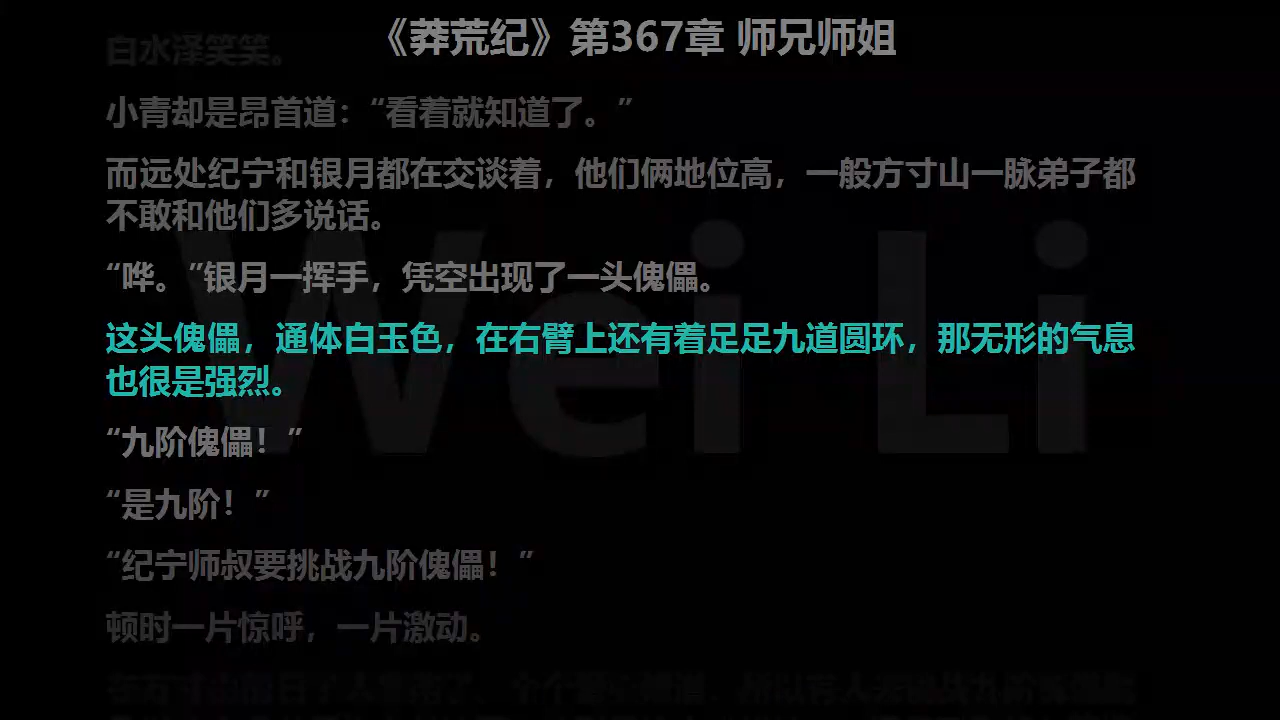 《莽荒纪》第367章 师兄师姐
白水泽笑笑。
小青却是昂首道：“看着就知道了。”
而远处纪宁和银月都在交谈着，他们俩地位高，一般方寸山一脉弟子都
不敢和他们多说话。
“哗。”银月一挥手，凭空出现了一头傀儡。
这头傀儡，通体白玉色，在右臂上还有着足足九道圆环，那无形的气息
也很是强烈。
“九阶傀儡！”
“是九阶！”
“纪宁师叔要挑战九阶傀儡！”
顿时一片惊呼，一片激动。
Wei Li